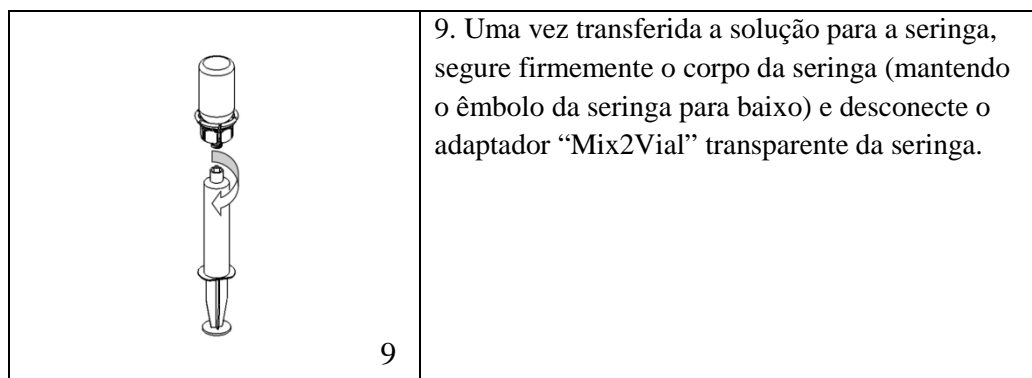 9. Uma vez transferida a solução para a seringa,
segure firmemente o corpo da seringa (mantendo
o êmbolo da seringa para baixo) e desconecte o
adaptador “Mix2Vial” transparente da seringa.
9